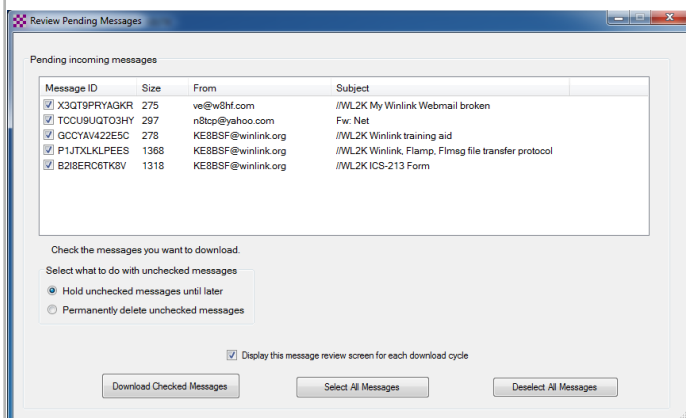 Review Pending Messages
Pending incoming messages
Message ID Size From Subject
X3QT9PRYAGKR 275 ve@w8hf.com //WL2K My Winlink Webmail broken
TCCU9UQTO3HY 297 n8tcp@yahoo.com Fw: Net
GCCYAV422E5C 278 KE8BSF@winlink.org //WL2K Winlink training aid
P1JTXLKLPEES 1368 KE8BSF@winlink.org //WL2K Winlink, Flamp, Flmsg file transfer protocol
B2I8ERC6TK8V 1318 KE8BSF@winlink.org //WL2K ICS-213 Form
Check the messages you want to download.
Select what to do with unchecked messages
Hold unchecked messages until later
Permanently delete unchecked messages
Display this message review screen for each download cycle
Download Checked Messages Select All Messages Deselect All Messages